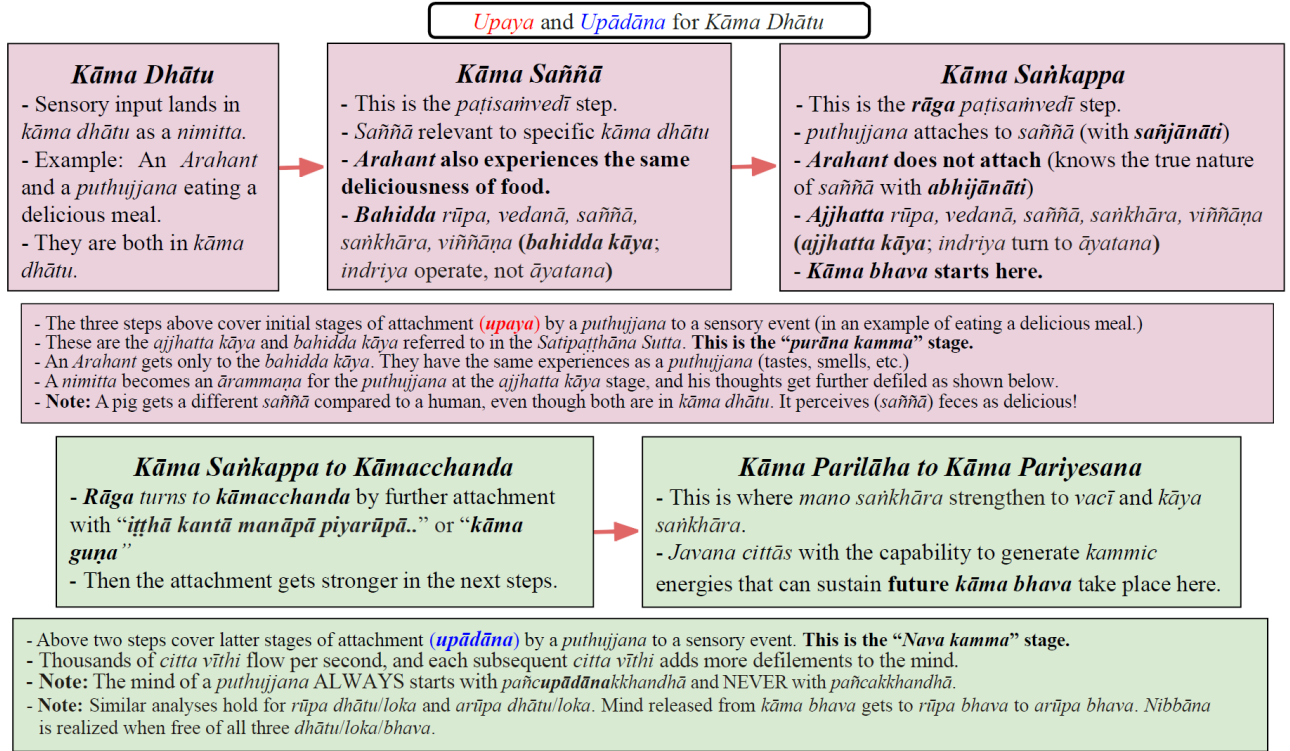 Upaya and Upādāna for Kāma Dhātu
Kāma Dhātu
- Sensory input lands in
kāma dhātu as a nimitta.
- Example: An Arahant
and a puthujjana eating a
delicious meal.
- They are both in kāma
dhātu.
Kāma Saññā
- This is the paṭisaṁvedī step.
- Saññā relevant to specific kāma dhātu
- Arahant also experiences the same
deliciousness of food.
- Bahidda rūpa, vedanā, saññā,
saṅkhāra, viññāṇa (bahidda kāya;
indriya operate, not āyatana)
Kāma Saṅkappa
- This is the rāga paṭisaṁvedī step.
- puthujjana attaches to saññā (with sañjānāti)
- Arahant does not attach (knows the true nature
of saññā with abhijānāti)
- Ajjhatta rūpa, vedanā, saññā, saṅkhāra, viññāṇa
(ajjhatta kāya; indriya turn to āyatana)
- Kāma bhava starts here.
- The three steps above cover initial stages of attachment (upaya) by a puthujjana to a sensory event (in an example of eating a delicious meal.)
- These are the ajjhatta kāya and bahidda kāya referred to in the Satipaṭṭhāna Sutta. This is the “purāna kamma” stage.
- An Arahant gets only to the bahidda kāya. They have the same experiences as a puthujjana (tastes, smells, etc.)
- A nimitta becomes an ārammaṇa for the puthujjana at the ajjhatta kāya stage, and his thoughts get further defiled as shown below.
- Note: A pig gets a different saññā compared to a human, even though both are in kāma dhātu. It perceives (saññā) feces as delicious!
Kāma Saṅkappa to Kāmacchanda
- Rāga turns to kāmacchanda by further attachment
with “iṭṭhā kantā manāpā piyarūpā..” or “kāma
guṇa”
- Then the attachment gets stronger in the next steps.
Kāma Parilāha to Kāma Pariyesana
- This is where mano saṅkhāra strengthen to vacī and kāya
saṅkhāra.
- Javana cittās with the capability to generate kammic
energies that can sustain future kāma bhava take place here.
- Above two steps cover latter stages of attachment (upādāna) by a puthujjana to a sensory event. This is the “Nava kamma” stage.
- Thousands of citta vīthi flow per second, and each subsequent citta vīthi adds more defilements to the mind.
- Note: The mind of a puthujjana ALWAYS starts with pañcupādānakkhandhā and NEVER with pañcakkhandhā.
- Note: Similar analyses hold for rūpa dhātu/loka and arūpa dhātu/loka. Mind released from kāma bhava gets to rūpa bhava to arūpa bhava. Nibbāna
is realized when free of all three dhātu/loka/bhava.